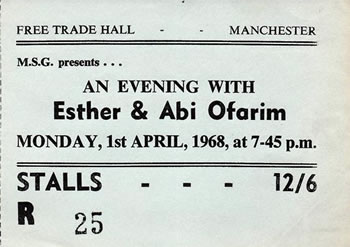 FREE TRADE HALL - - MANCHESTER
M.S.G. presents . . .
AN EVENING WITH
Esther & Abi Ofarim
MONDAY, 1st APRIL, 1968, at 7-45 p.m.
STALLS - - - 12/6
R 25